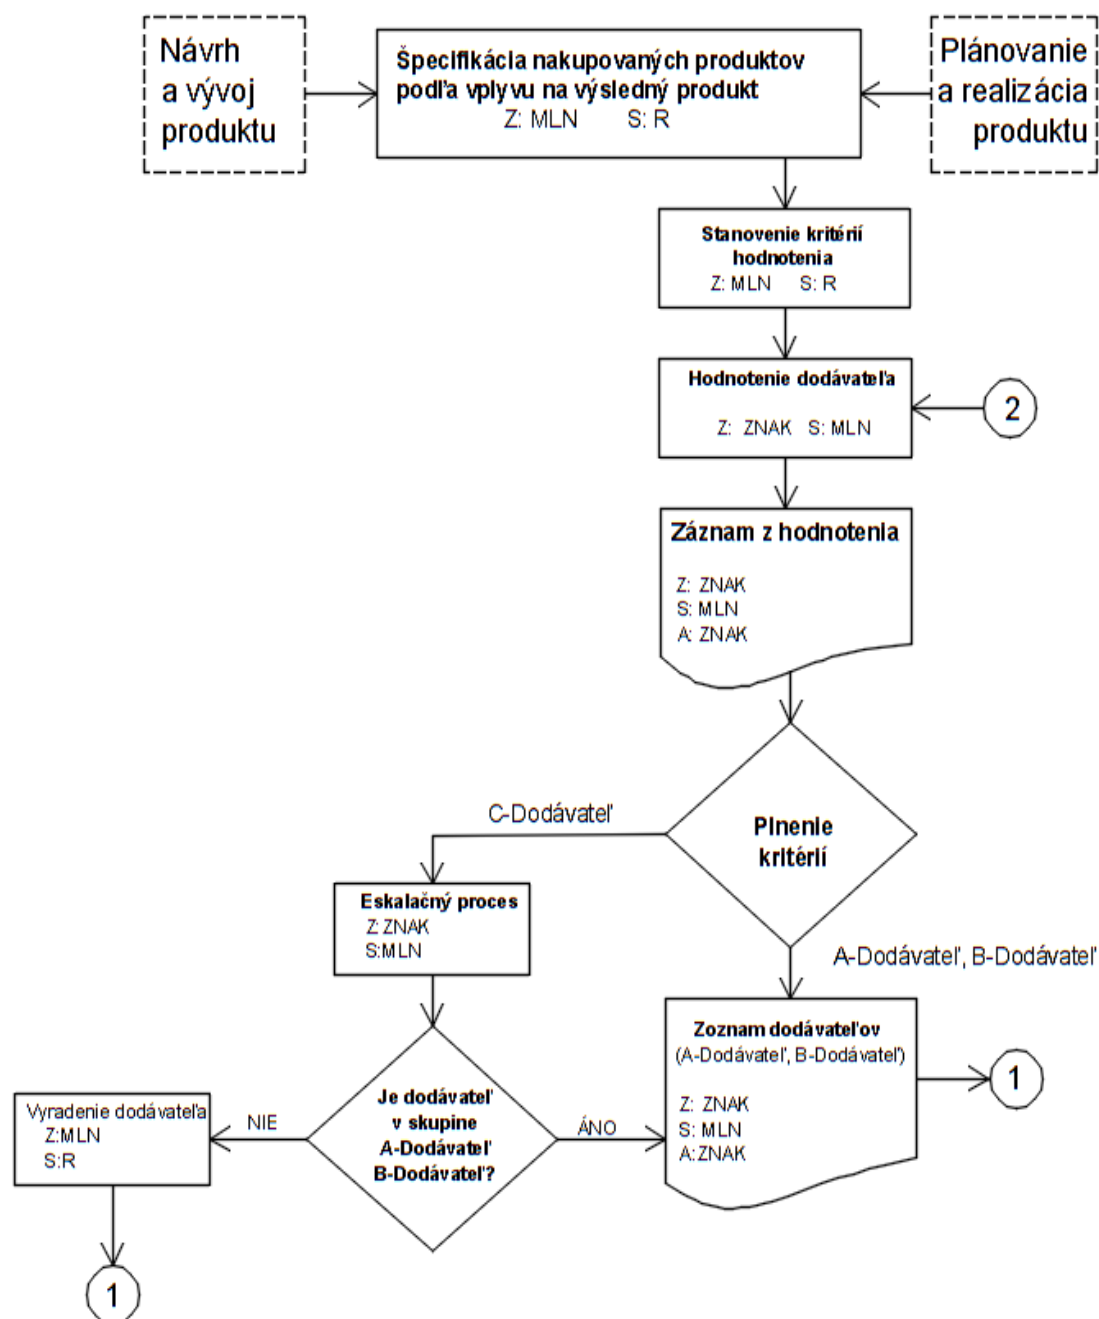 Návrh
a vývoj
produktu
Špecifikácia nakupovaných produktov
podľa vplyvu na výsledný produkt
Z: MLN S: R
Plánovanie
a realizácia
produktu
Stanovenie kritérií
hodnotenia
Z: MLN S: R
Hodnotenie dodávateľa
Z: ZNAK S: MLN
2
Záznam z hodnotenia
Z: ZNAK
S: MLN
A: ZNAK
Plnenie
kritérií
C-Dodávateľ
Eskalačný proces
Z:ZNAK
S:MLN
A-Dodávateľ, B-Dodávateľ
Zoznam dodávateľov
(A-Dodávateľ, B-Dodávateľ)
Z: ZNAK
S: MLN
A:ZNAK
1
Je dodávateľ
v skupine
A-Dodávateľ
B-Dodávateľ?
NIE
ÁNO
Vyradenie dodávateľa
Z:MLN
S:R
1